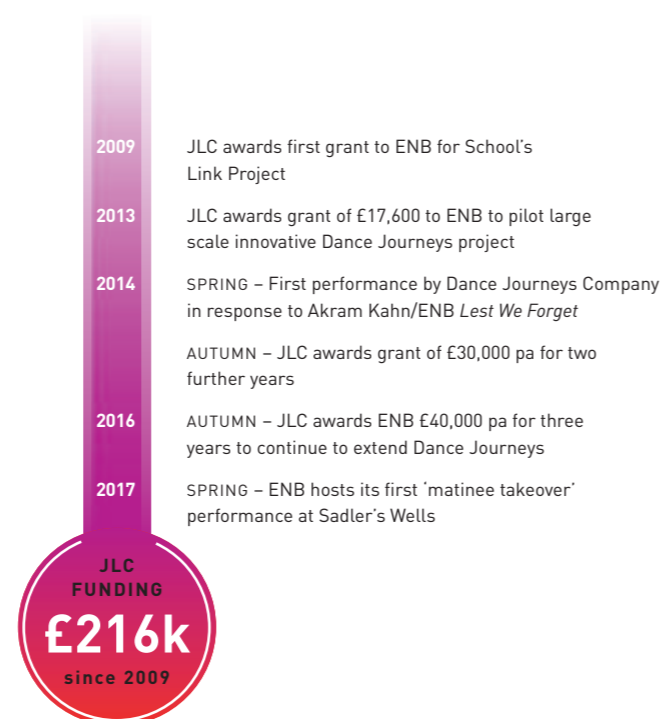 2009
JLC awards first grant to ENB for School’s
Link Project
2013
JLC awards grant of £17,600 to ENB to pilot large
scale innovative Dance Journeys project
2014
SPRING – First performance by Dance Journeys Company
in response to Akram Kahn/ENB Lest We Forget
AUTUMN – JLC awards grant of £30,000 pa for two
further years
2016
AUTUMN – JLC awards ENB £40,000 pa for three
years to continue to extend Dance Journeys
2017
SPRING – ENB hosts its first ‘matinee takeover’
performance at Sadler’s Wells
JLC
FUNDING
£216k
since 2009